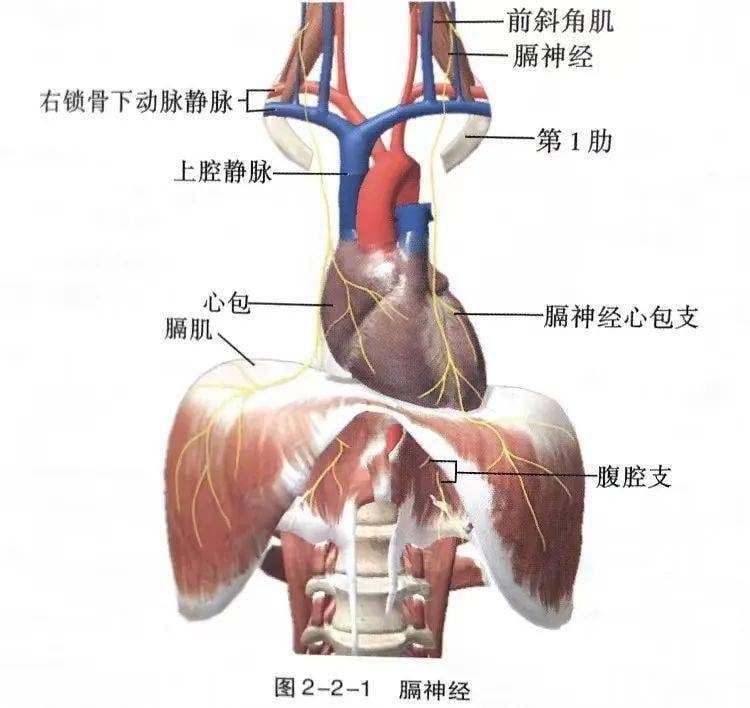 前斜角肌
膈神经
右锁骨下动脉静脉
第1肋
上腔静脉
心包
膈肌
膈神经心包支
腹腔支
图2-2-1 膈神经